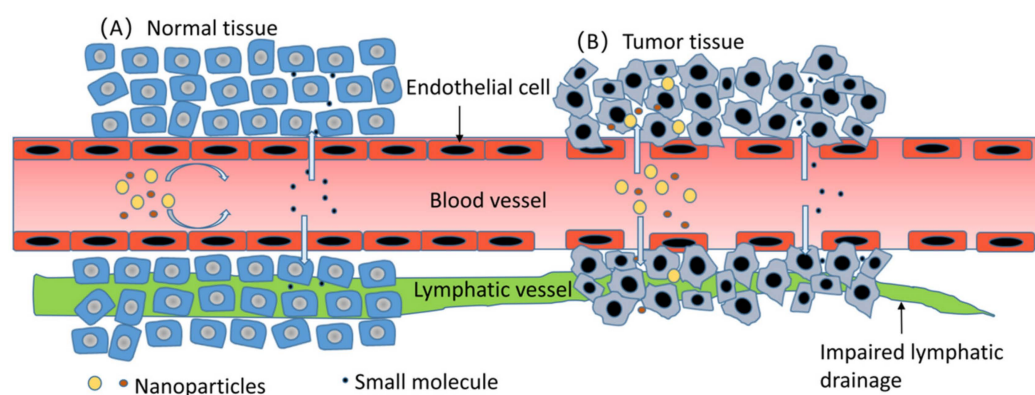 (A) Normal tissue
(B) Tumor tissue
Endothelial cell
Blood vessel
Lymphatic vessel
Impaired lymphatic
drainage
Nanoparticles
Small molecule